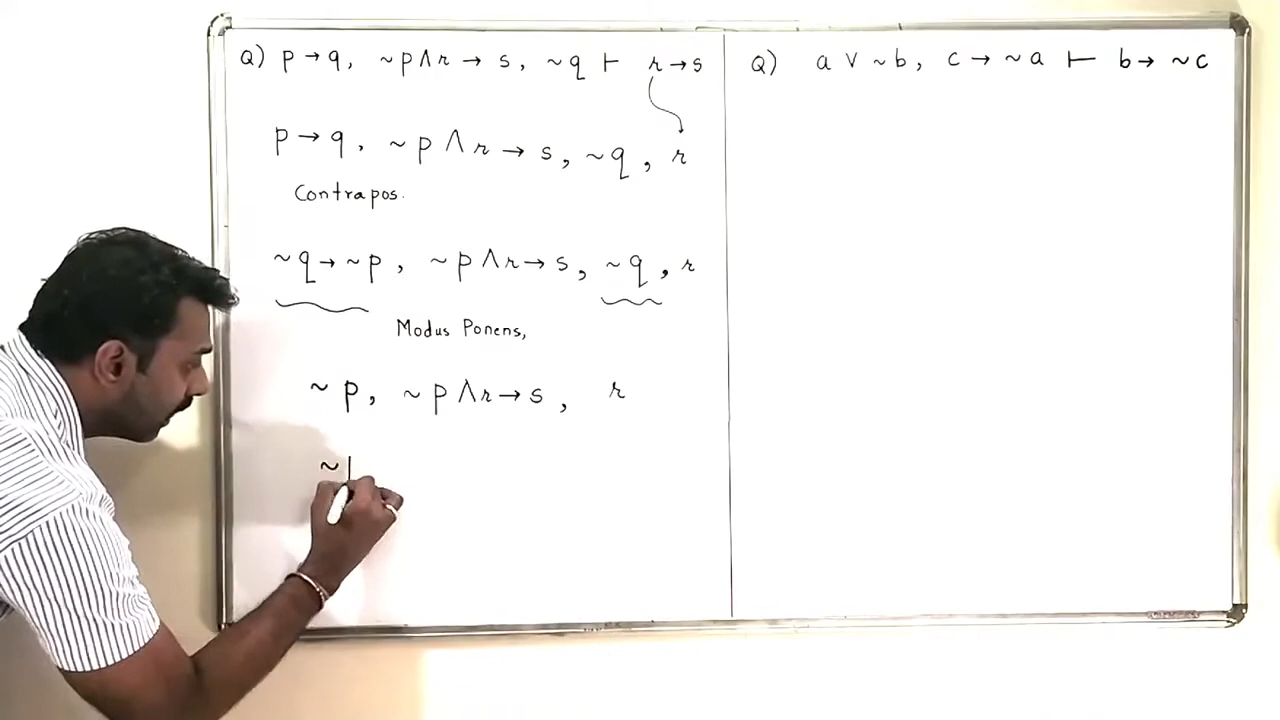 Q) p → q, ~p ∧ r → s, ~q ⊢ r → s
p → q, ~p ∧ r → s, ~q, r
Contrapos.
~q → ~p, ~p ∧ r → s, ~q, r
Modus Ponens,
~p, ~p ∧ r → s, r
~
Q) a ∨ ~b, c → ~a ⊢ b → ~c